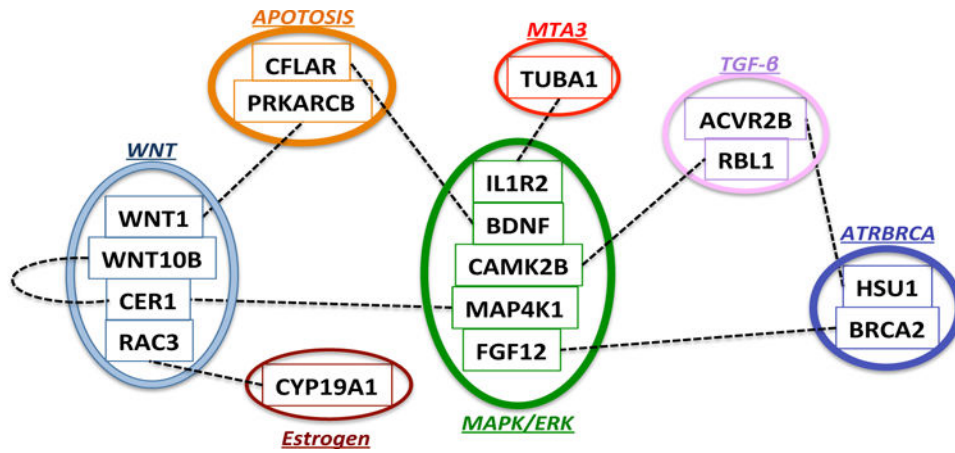 APOTOSIS
CFLAR
PRKARCB
MTA3
TUBA1
TGF-β
ACVR2B
RBL1
WNT
WNT1
WNT10B
CER1
RAC3
IL1R2
BDNF
CAMK2B
MAP4K1
FGF12
MAPK/ERK
ATRBRCA
HSU1
BRCA2
CYP19A1
Estrogen